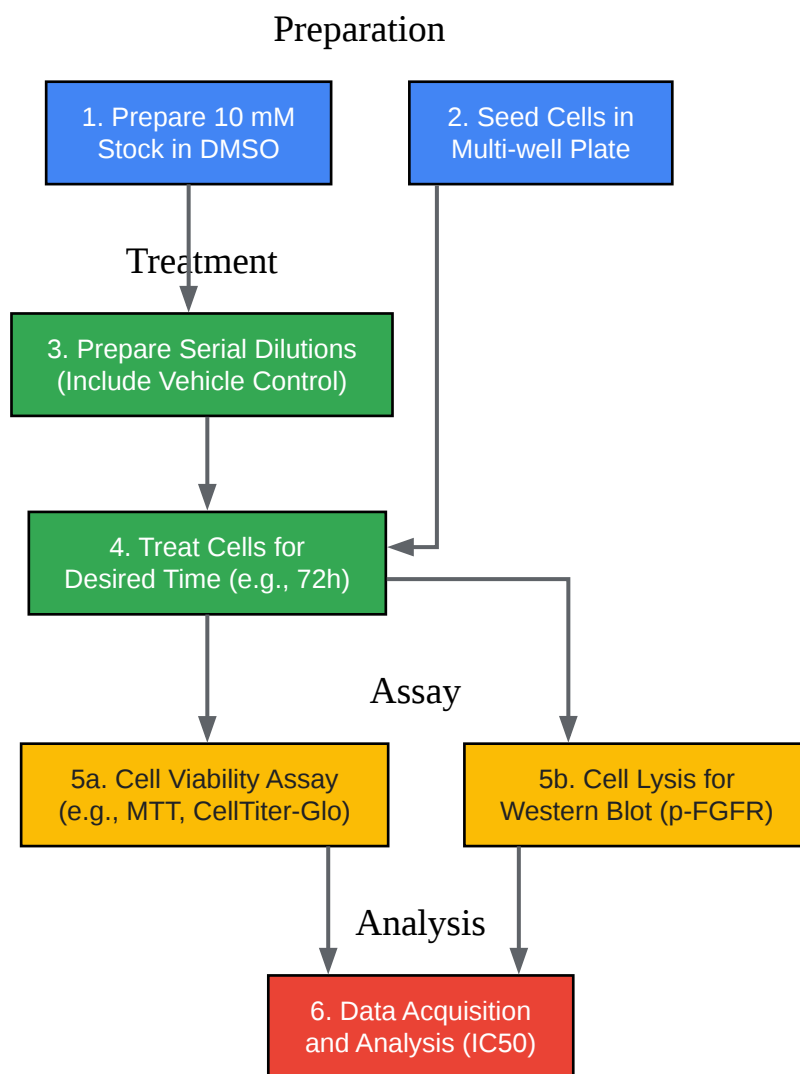 Preparation
1. Prepare 10 mM
Stock in DMSO
2. Seed Cells in
Multi-well Plate
Treatment
3. Prepare Serial Dilutions
(Include Vehicle Control)
4. Treat Cells for
Desired Time (e.g., 72h)
Assay
5a. Cell Viability Assay
(e.g., MTT, CellTiter-Glo)
5b. Cell Lysis for
Western Blot (p-FGFR)
Analysis
6. Data Acquisition
and Analysis (IC50)